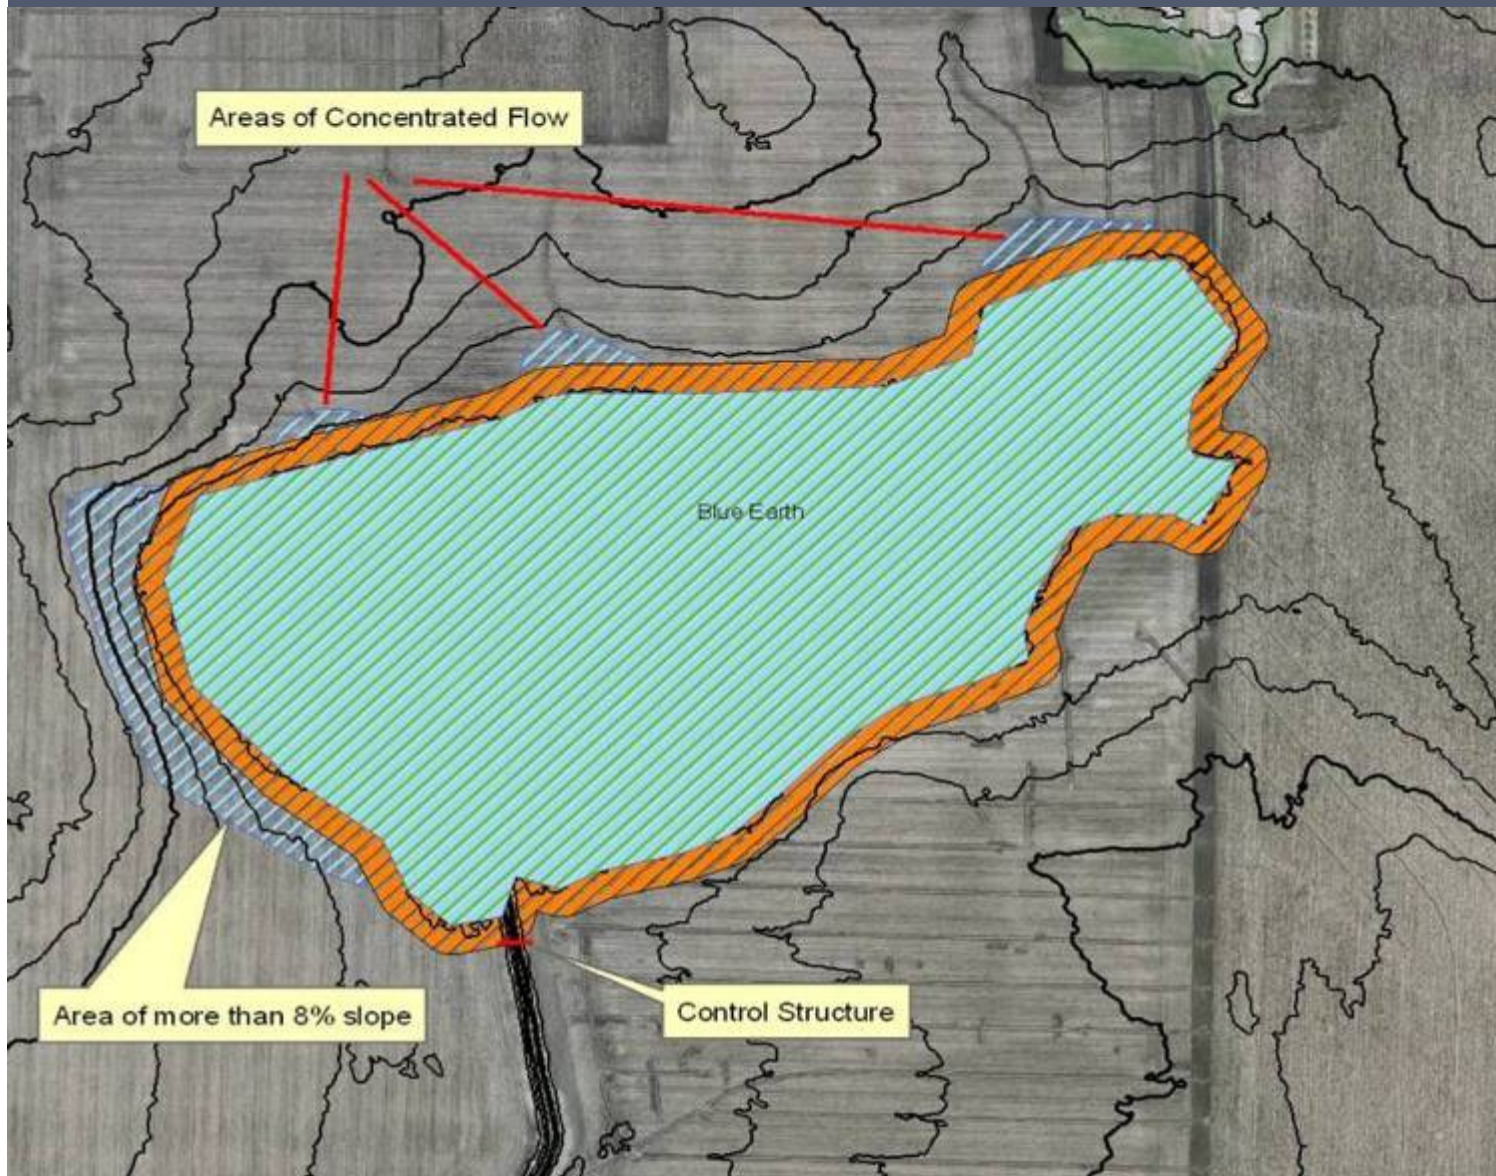 Areas of Concentrated Flow
Blue Earth
Area of more than 8% slope
Control Structure